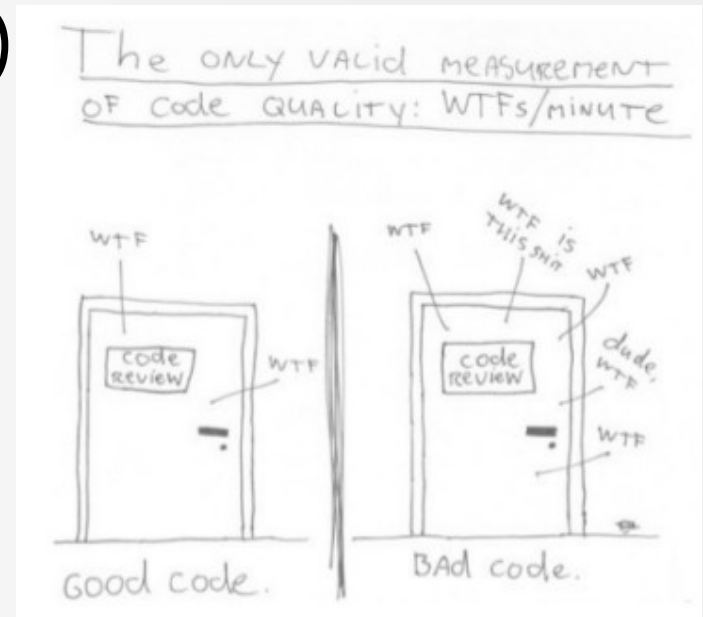 )
The ONLY VALid MEASUREMENT
OF Code QUALITY: WTFs/MINUTE
WTF
code
REVIEW
WTF
Good code.
WTF
WTF is
THIS SHIT
WTF
code
REVIEW
dude,
WTF
WTF
BAd code.